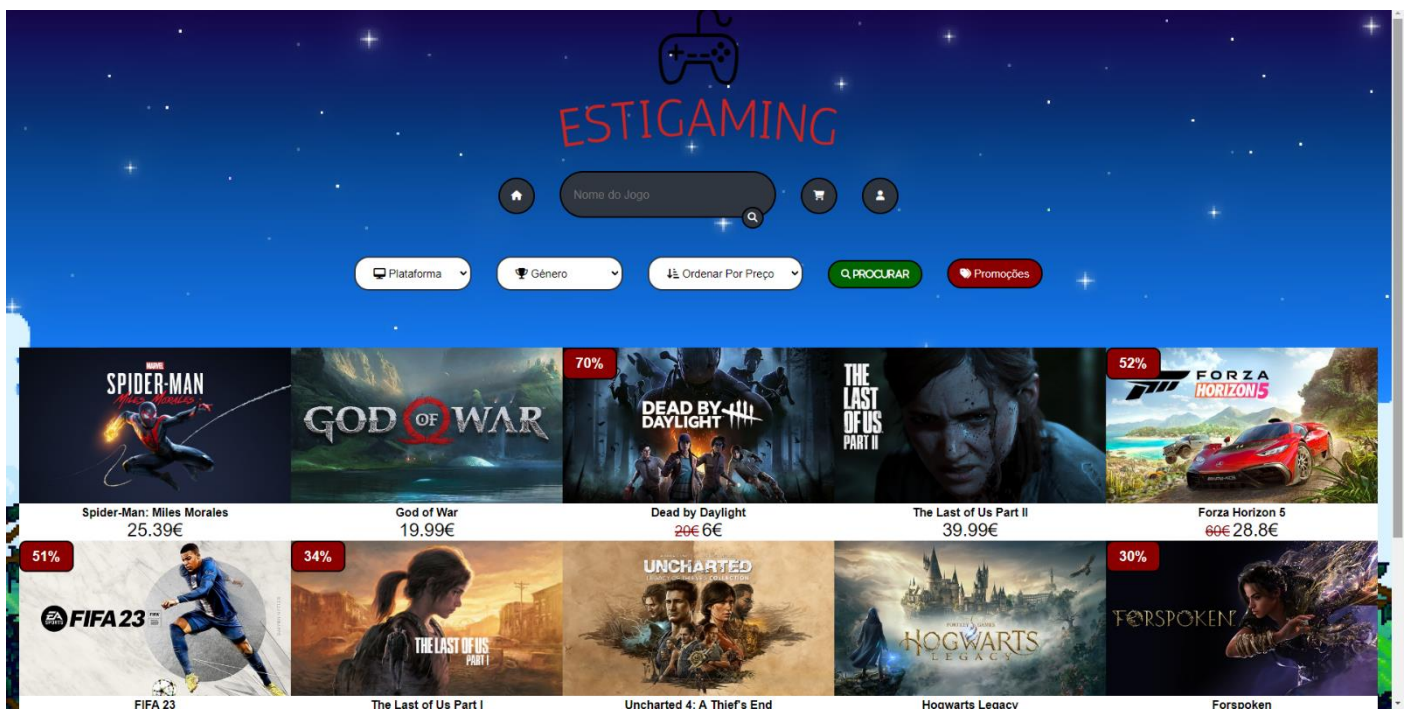 ESTIGAMING
Nome do Jogo
Plataforma
Género
Ordenar Por Preço
PROCURAR
Promoções
MARVEL
SPIDER-MAN
Miles Morales
GOD OF WAR
70%
DEAD BY
DAYLIGHT
THE
LAST
OF US
PART II
52%
FORZA
HORIZON 5
Spider-Man: Miles Morales
God of War
Dead by Daylight
The Last of Us Part II
Forza Horizon 5
25.39€
19.99€
20€ 6€
39.99€
60€ 28.8€
51%
EA
SPORTS
FIFA 23
34%
THE LAST OF US
PART I
UNCHARTED
LEGACY OF THIEVES COLLECTION
HOGWARTS
LEGACY
30%
FORSPOKEN
FIFA 23
The Last of Us Part I
Uncharted 4: A Thief's End
Hogwarts Legacy
Forspoken